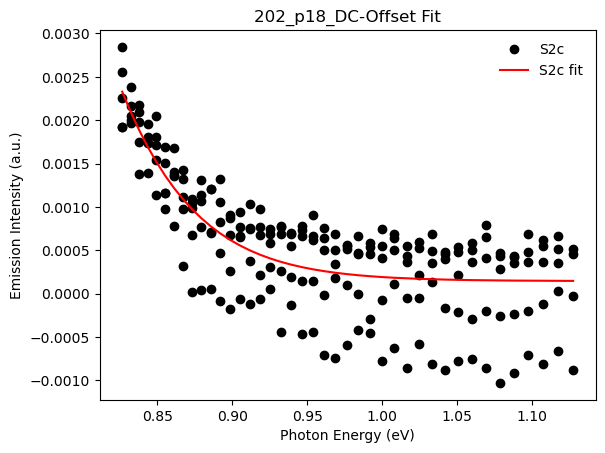 202_p18_DC-Offset Fit
S2c
S2c fit
Emission Intensity (a.u.)
0.0030
0.0025
0.0020
0.0015
0.0010
0.0005
0.0000
−0.0005
−0.0010
0.85 0.90 0.95 1.00 1.05 1.10
Photon Energy (eV)